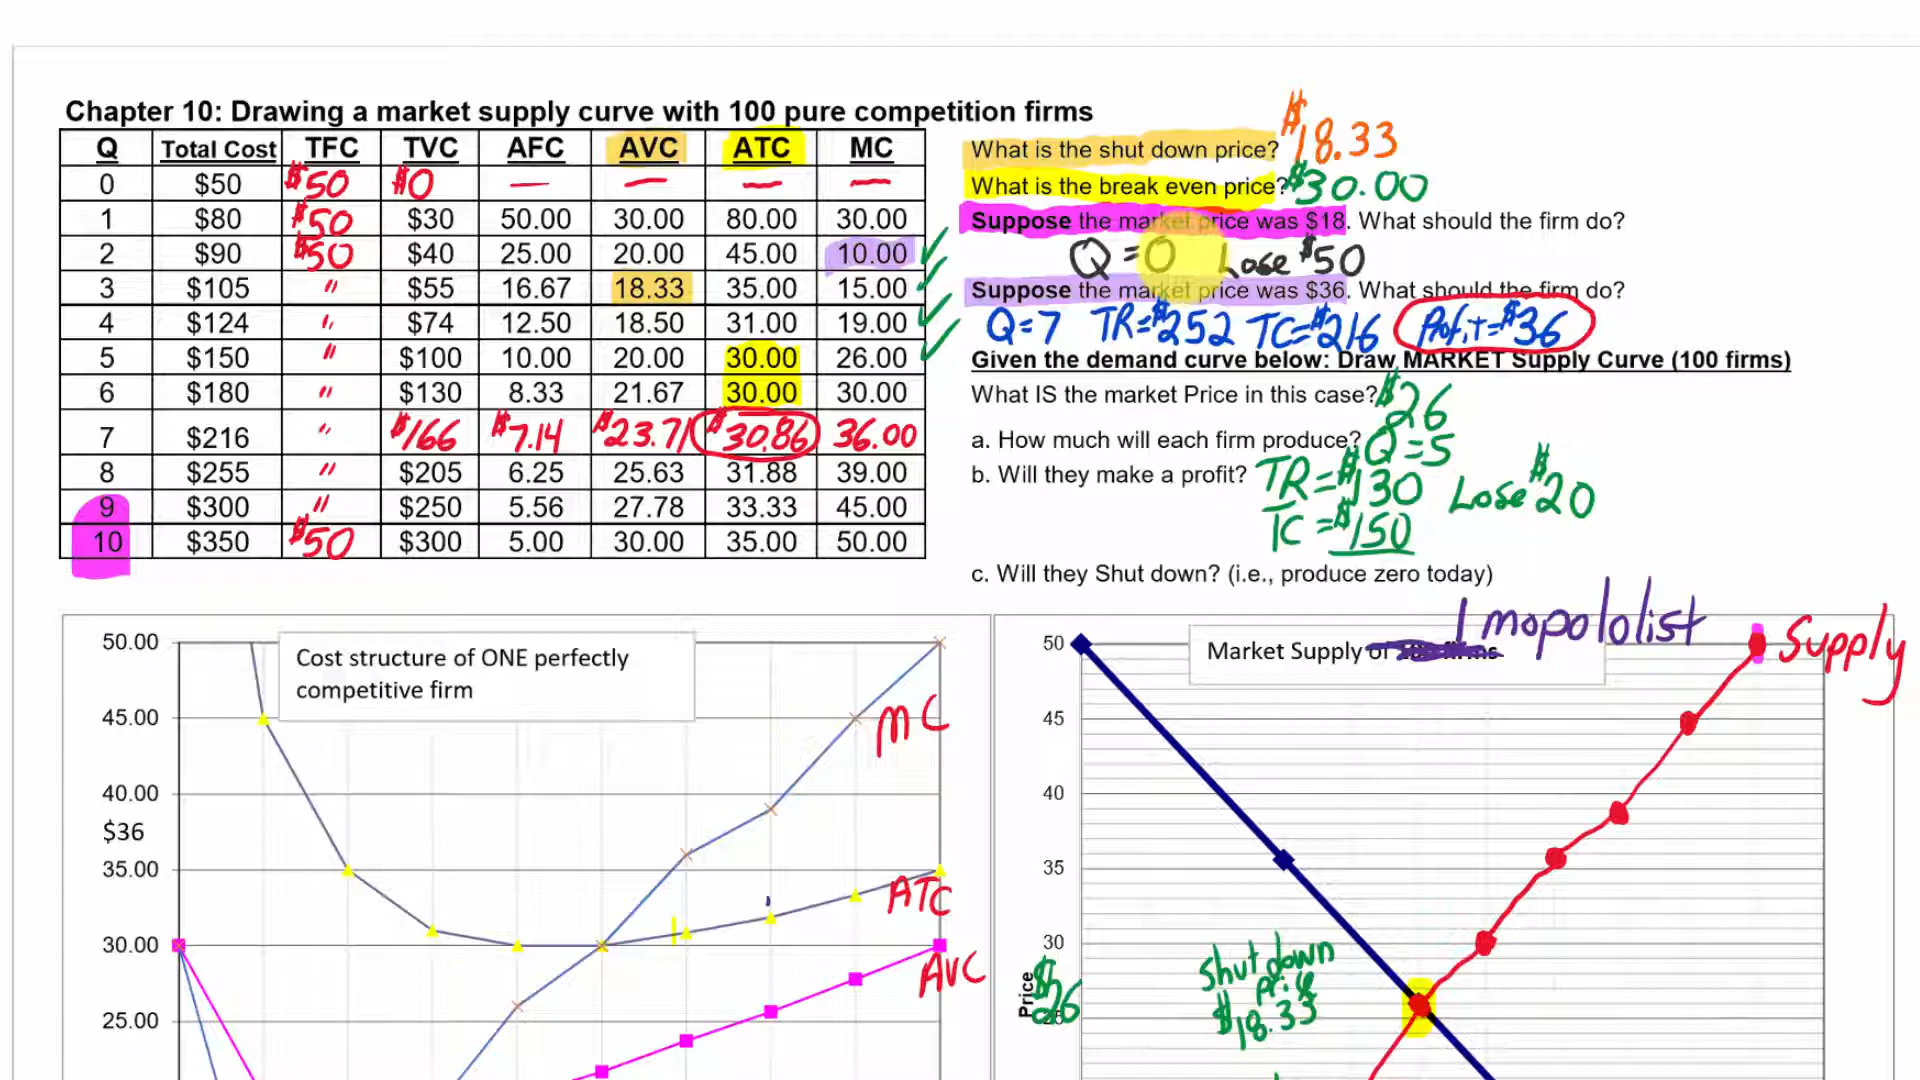 Chapter 10: Drawing a market supply curve with 100 pure competition firms
Q Total Cost TFC TVC AFC AVC ATC MC
0 $50 $50 $0 — — — —
1 $80 $50 $30 50.00 30.00 80.00 30.00
2 $90 $50 $40 25.00 20.00 45.00 10.00
3 $105 " $55 16.67 18.33 35.00 15.00
4 $124 " $74 12.50 18.50 31.00 19.00
5 $150 " $100 10.00 20.00 30.00 26.00
6 $180 " $130 8.33 21.67 30.00 30.00
7 $216 " $166 $7.14 $23.71 $30.86 36.00
8 $255 " $205 6.25 25.63 31.88 39.00
9 $300 " $250 5.56 27.78 33.33 45.00
10 $350 $50 $300 5.00 30.00 35.00 50.00
What is the shut down price? $18.33
What is the break even price? $30.00
Suppose the market price was $18. What should the firm do?
Q = 0 Lose $50
Suppose the market price was $36. What should the firm do?
Q = 7 TR=$252 TC=$216 Profit=$36
Given the demand curve below: Draw MARKET Supply Curve (100 firms)
What IS the market Price in this case? $26
a. How much will each firm produce? Q=5
b. Will they make a profit? TR=$130 Lose $20
TC=$150
c. Will they Shut down? (i.e., produce zero today)
50.00
Cost structure of ONE perfectly
competitive firm
45.00
MC
40.00
$36
35.00
ATC
30.00
AVC
25.00
1 mopololist
50
Market Supply of 100 firms
Supply
45
40
35
30
Shut down
price
$18.33
Price
$26
25